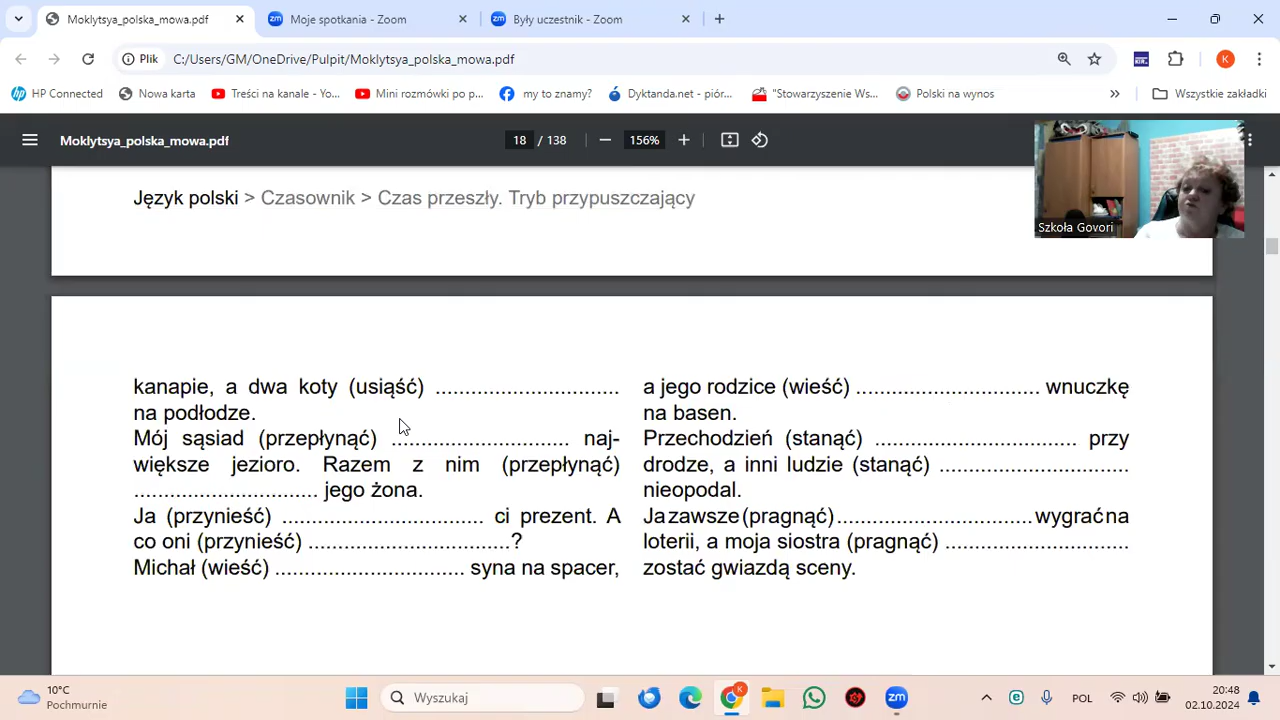 Moklytsya_polska_mowa.pdf
Moje spotkania - Zoom
Były uczestnik - Zoom
Plik
C:/Users/GM/OneDrive/Pulpit/Moklytsya_polska_mowa.pdf
K
HP Connected
Nowa karta
Treści na kanale - Yo...
Mini rozmówki po p...
my to znamy?
Dyktanda.net - piór...
"Stowarzyszenie Ws...
Polski na wynos
Wszystkie zakładki
Moklytsya_polska_mowa.pdf
18 / 138
156%
Szkoła Govori
Język polski > Czasownik > Czas przeszły. Tryb przypuszczający
kanapie, a dwa koty (usiąść) ...............................
na podłodze.
Mój sąsiad (przepłynąć) .............................. naj-
większe jezioro. Razem z nim (przepłynąć)
............................... jego żona.
Ja (przynieść) .................................. ci prezent. A
co oni (przynieść) ..................................?
Michał (wieść) ................................ syna na spacer,
a jego rodzice (wieść) ............................... wnuczkę
na basen.
Przechodzień (stanąć) .................................. przy
drodze, a inni ludzie (stanąć) ................................
nieopodal.
Ja zawsze (pragnąć)................................. wygrać na
loterii, a moja siostra (pragnąć) ...............................
zostać gwiazdą sceny.
10°C
Pochmurnie
Wyszukaj
K
zm
POL
20:48
02.10.2024